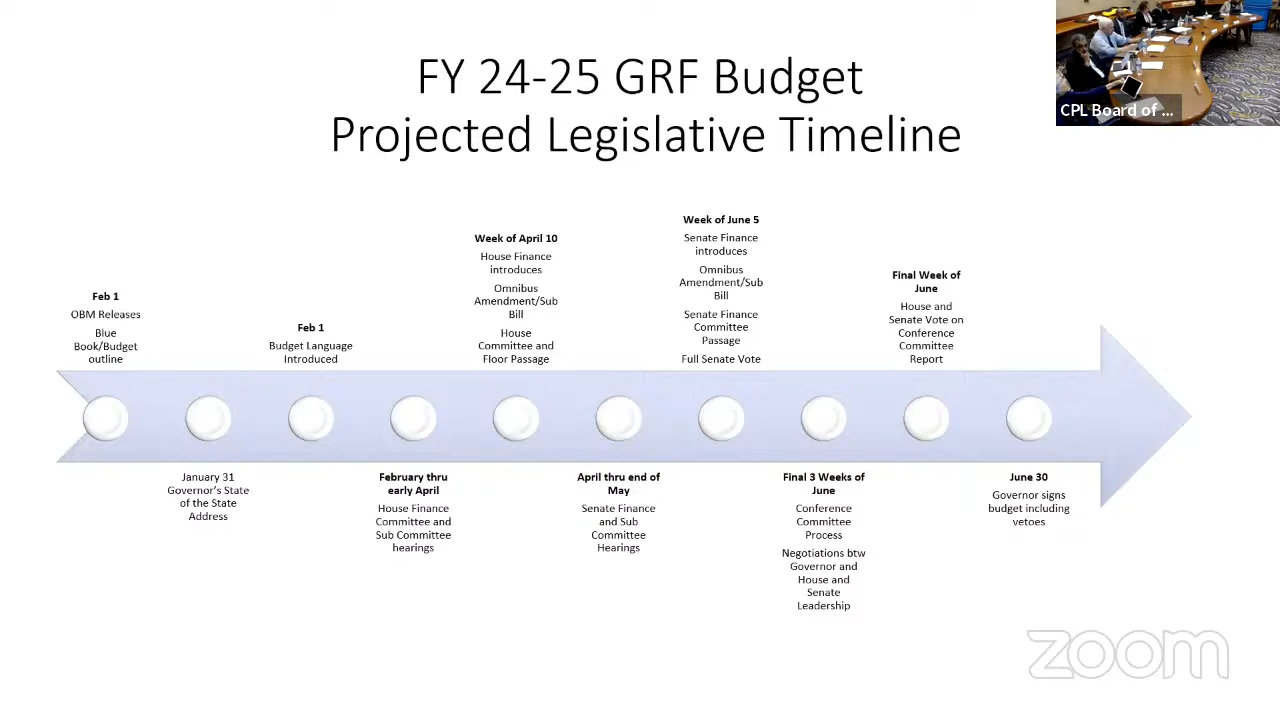 FY 24-25 GRF Budget
Projected Legislative Timeline
CPL Board of ...
Feb 1
OBM Releases
Blue
Book/Budget
outline
January 31
Governor's State
of the State
Address
Feb 1
Budget Language
Introduced
February thru
early April
House Finance
Committee and
Sub Committee
hearings
Week of April 10
House Finance
introduces
Omnibus
Amendment/Sub
Bill
House
Committee and
Floor Passage
April thru end of
May
Senate Finance
and Sub
Committee
Hearings
Week of June 5
Senate Finance
introduces
Omnibus
Amendment/Sub
Bill
Senate Finance
Committee
Passage
Full Senate Vote
Final 3 Weeks of
June
Conference
Committee
Process
Negotiations btw
Governor and
House and
Senate
Leadership
Final Week of
June
House and
Senate Vote on
Conference
Committee
Report
June 30
Governor signs
budget including
vetoes
zoom